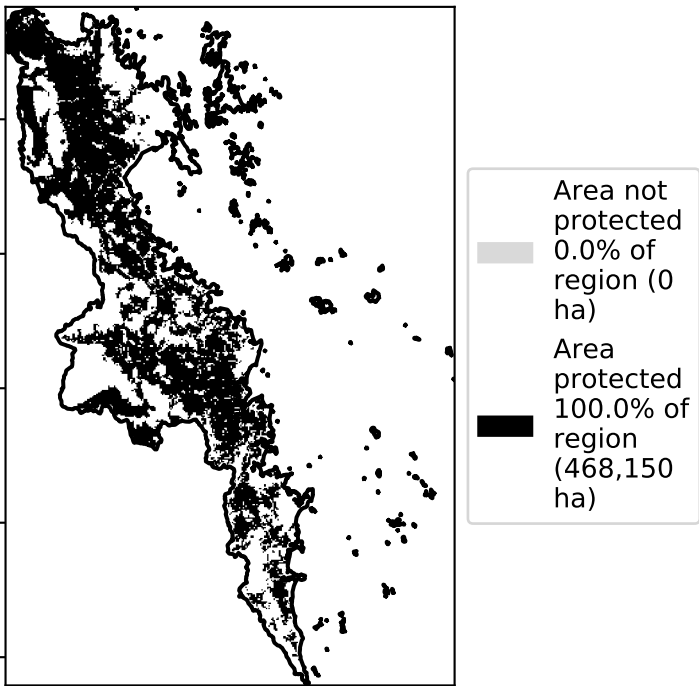 Area not
protected
0.0% of
region (0
ha)
Area
protected
100.0% of
region
(468,150
ha)